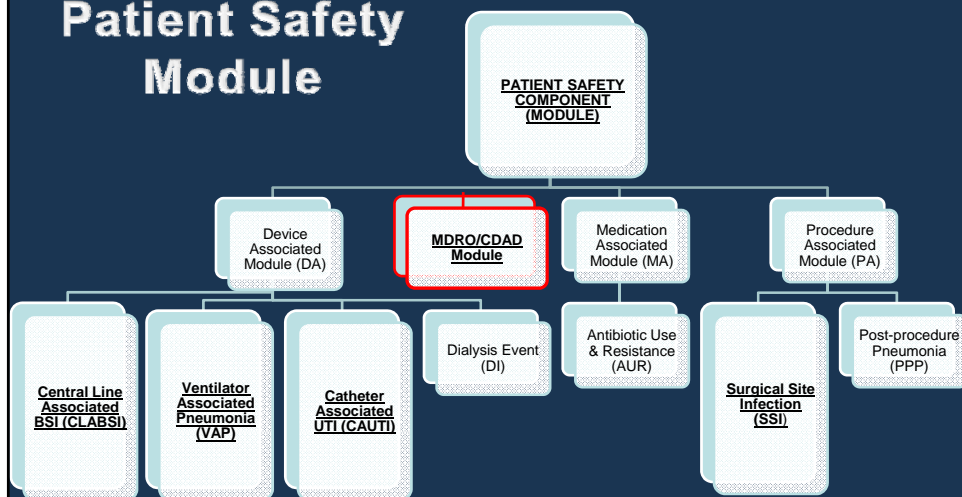 Patient Safety
Module
PATIENT SAFETY
COMPONENT
(MODULE)
Device
Associated
Module (DA)
MDRO/CDAD
Module
Medication
Associated
Module (MA)
Procedure
Associated
Module (PA)
Central Line
Associated
BSI (CLABSI)
Ventilator
Associated
Pneumonia
(VAP)
Catheter
Associated
UTI (CAUTI)
Dialysis Event
(DI)
Antibiotic Use
& Resistance
(AUR)
Surgical Site
Infection
(SSI)
Post-procedure
Pneumonia
(PPP)